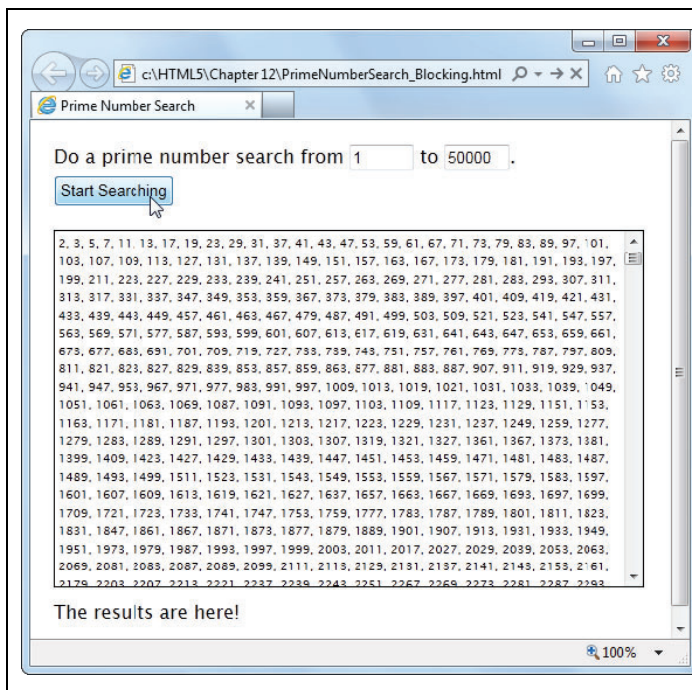 c:\HTML5\Chapter12\PrimeNumberSearch_Blocking.html
Prime Number Search
Do a prime number search from 1 to 50000 .
Start Searching
2, 3, 5, 7, 11, 13, 17, 19, 23, 29, 31, 37, 41, 43, 47, 53, 59, 61, 67, 71, 73, 79, 83, 89, 97, 101,
103, 107, 109, 113, 127, 131, 137, 139, 149, 151, 157, 163, 167, 173, 179, 181, 191, 193, 197,
199, 211, 223, 227, 229, 233, 239, 241, 251, 257, 263, 269, 271, 277, 281, 283, 293, 307, 311,
313, 317, 331, 337, 347, 349, 353, 359, 367, 373, 379, 383, 389, 397, 401, 409, 419, 421, 431,
433, 439, 443, 449, 457, 461, 463, 467, 479, 487, 491, 499, 503, 509, 521, 523, 541, 547, 557,
563, 569, 571, 577, 587, 593, 599, 601, 607, 613, 617, 619, 631, 641, 643, 647, 653, 659, 661,
673, 677, 683, 691, 701, 709, 719, 727, 733, 739, 743, 751, 757, 761, 769, 773, 787, 797, 809,
811, 821, 823, 827, 829, 839, 853, 857, 859, 863, 877, 881, 883, 887, 907, 911, 919, 929, 937,
941, 947, 953, 967, 971, 977, 983, 991, 997, 1009, 1013, 1019, 1021, 1031, 1033, 1039, 1049,
1051, 1061, 1063, 1069, 1087, 1091, 1093, 1097, 1103, 1109, 1117, 1123, 1129, 1151, 1153,
1163, 1171, 1181, 1187, 1193, 1201, 1213, 1217, 1223, 1229, 1231, 1237, 1249, 1259, 1277,
1279, 1283, 1289, 1291, 1297, 1301, 1303, 1307, 1319, 1321, 1327, 1361, 1367, 1373, 1381,
1399, 1409, 1423, 1427, 1429, 1433, 1439, 1447, 1451, 1453, 1459, 1471, 1481, 1483, 1487,
1489, 1493, 1499, 1511, 1523, 1531, 1543, 1549, 1553, 1559, 1567, 1571, 1579, 1583, 1597,
1601, 1607, 1609, 1613, 1619, 1621, 1627, 1637, 1657, 1663, 1667, 1669, 1693, 1697, 1699,
1709, 1721, 1723, 1733, 1741, 1747, 1753, 1759, 1777, 1783, 1787, 1789, 1801, 1811, 1823,
1831, 1847, 1861, 1867, 1871, 1873, 1877, 1879, 1889, 1901, 1907, 1913, 1931, 1933, 1949,
1951, 1973, 1979, 1987, 1993, 1997, 1999, 2003, 2011, 2017, 2027, 2029, 2039, 2053, 2063,
2069, 2081, 2083, 2087, 2089, 2099, 2111, 2113, 2129, 2131, 2137, 2141, 2143, 2153, 2161,
2179, 2203, 2207, 2213, 2221, 2237, 2239, 2243, 2251, 2267, 2269, 2273, 2281, 2287, 2293,
The results are here!
100%